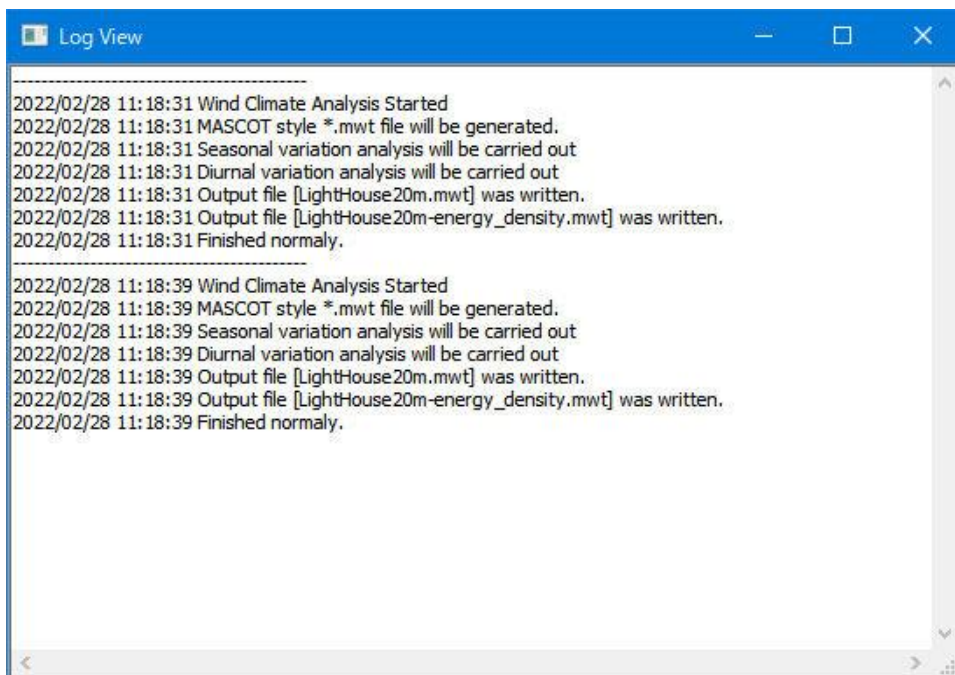 Log View
------------------------------------------
2022/02/28 11:18:31 Wind Climate Analysis Started
2022/02/28 11:18:31 MASCOT style *.mwt file will be generated.
2022/02/28 11:18:31 Seasonal variation analysis will be carried out
2022/02/28 11:18:31 Diurnal variation analysis will be carried out
2022/02/28 11:18:31 Output file [LightHouse20m.mwt] was written.
2022/02/28 11:18:31 Output file [LightHouse20m-energy_density.mwt] was written.
2022/02/28 11:18:31 Finished normaly.
------------------------------------------
2022/02/28 11:18:39 Wind Climate Analysis Started
2022/02/28 11:18:39 MASCOT style *.mwt file will be generated.
2022/02/28 11:18:39 Seasonal variation analysis will be carried out
2022/02/28 11:18:39 Diurnal variation analysis will be carried out
2022/02/28 11:18:39 Output file [LightHouse20m.mwt] was written.
2022/02/28 11:18:39 Output file [LightHouse20m-energy_density.mwt] was written.
2022/02/28 11:18:39 Finished normaly.